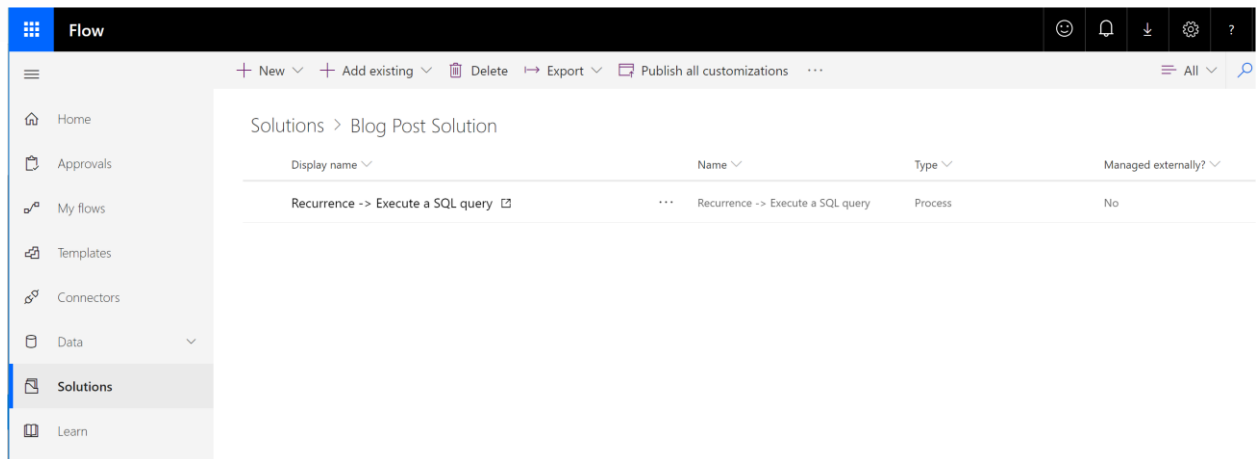 Flow
?
New
Add existing
Delete
Export
Publish all customizations
...
All
Home
Approvals
My flows
Templates
Connectors
Data
Solutions
Learn
Solutions > Blog Post Solution
Display name Name Type Managed externally?
Recurrence -> Execute a SQL query ... Recurrence -> Execute a SQL query Process No